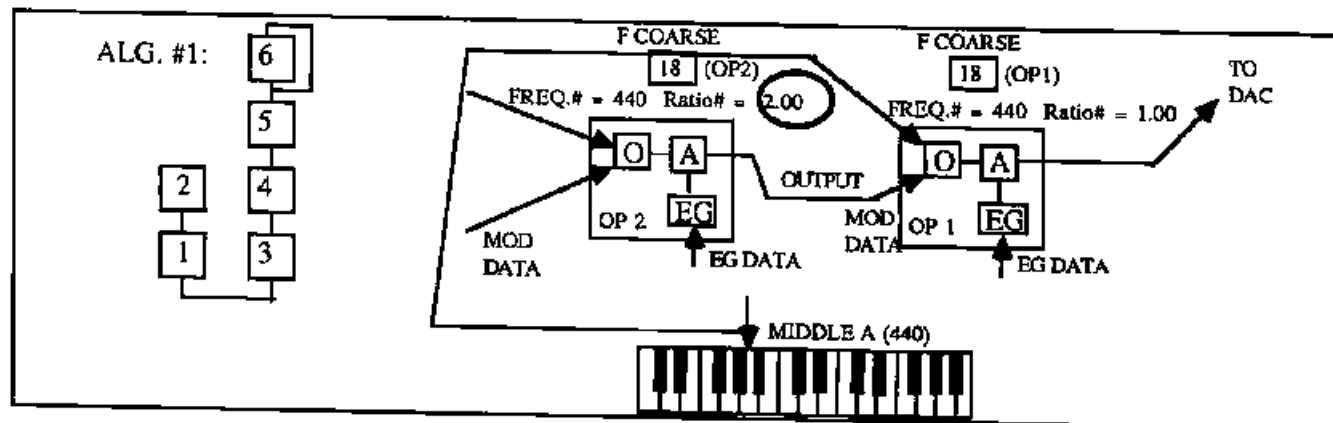 ALG. #1:
6
5
4
3
2
1
F COARSE
18 (OP2)
FREQ.# = 440 Ratio# = 2.00
O
A
EG
OP 2
MOD
DATA
EG DATA
OUTPUT
F COARSE
18 (OP1)
FREQ.# = 440 Ratio# = 1.00
O
A
EG
OP 1
MOD
DATA
EG DATA
TO
DAC
MIDDLE A (440)